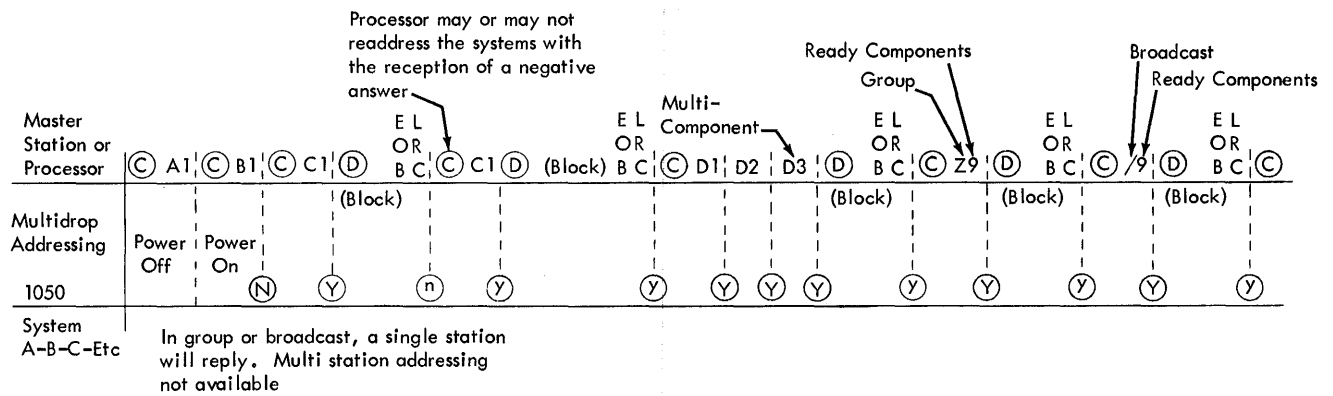 Processor may or may not
readdress the systems with
the reception of a negative
answer
Ready Components
Group
Broadcast
Ready Components
Multi-
Component
Master
Station or
Processor
E L
OR
B C
E L
OR
B C
E L
OR
B C
E L
OR
B C
E L
OR
B C
C A1 C B1 C C1 D C C1 D (Block) C D1 D2 D3 D C Z9 D C /9 D C
(Block) (Block) (Block) (Block)
Multidrop
Addressing
Power
Off
Power
On
1050
N Y n y y Y Y Y y Y y Y y
System
A-B-C-Etc
In group or broadcast, a single station
will reply. Multi station addressing
not available